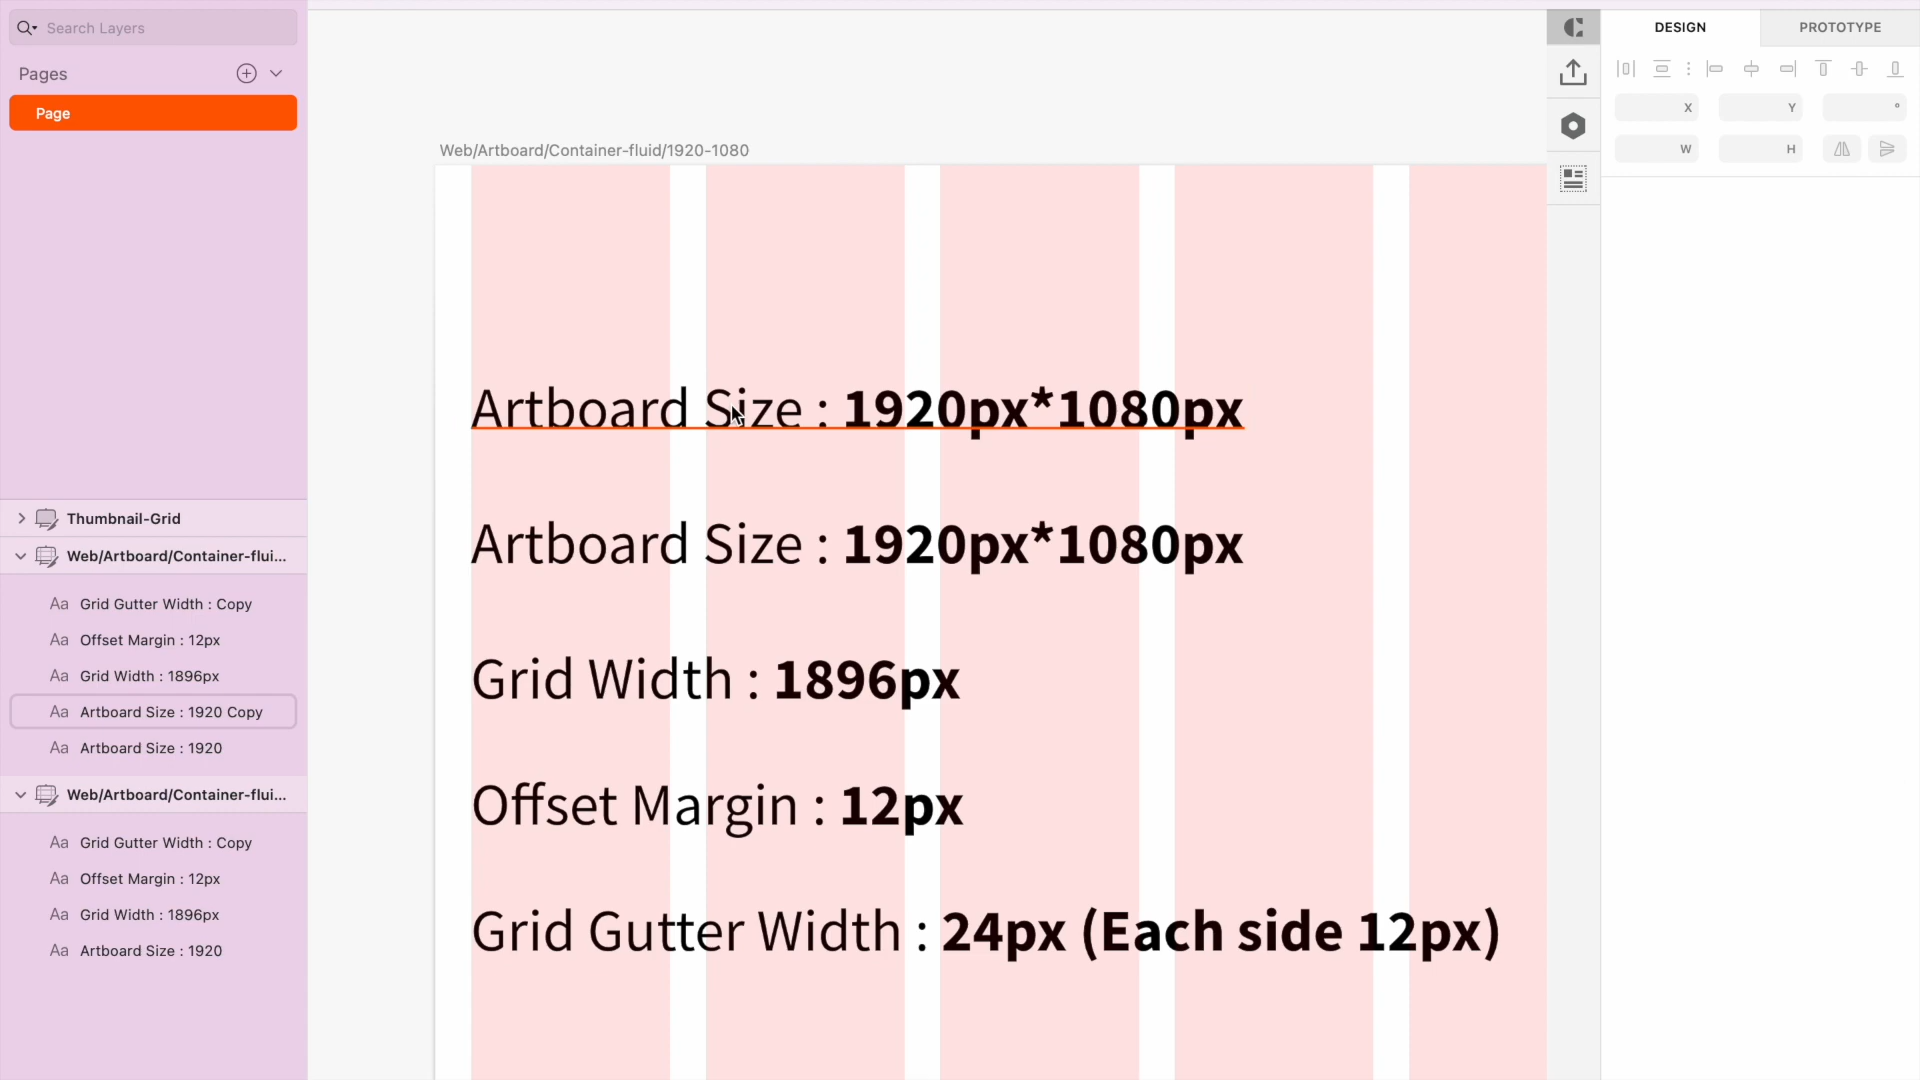 Search Layers
Pages
Page
Thumbnail-Grid
Web/Artboard/Container-flui...
Aa Grid Gutter Width : Copy
Aa Offset Margin : 12px
Aa Grid Width : 1896px
Aa Artboard Size : 1920 Copy
Aa Artboard Size : 1920
Web/Artboard/Container-flui...
Aa Grid Gutter Width : Copy
Aa Offset Margin : 12px
Aa Grid Width : 1896px
Aa Artboard Size : 1920
Web/Artboard/Container-fluid/1920-1080
Artboard Size : 1920px*1080px
Artboard Size : 1920px*1080px
Grid Width : 1896px
Offset Margin : 12px
Grid Gutter Width : 24px (Each side 12px)
DESIGN PROTOTYPE
X Y °
W H